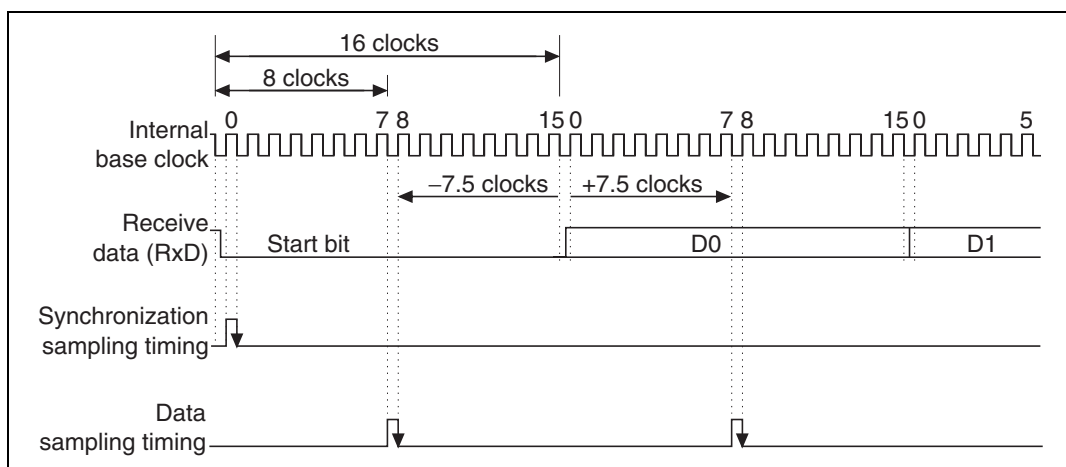 16 clocks
8 clocks
0 7 8 15 0 7 8 15 0 5
Internal
base clock
−7.5 clocks +7.5 clocks
Receive
data (RxD)
Start bit D0 D1
Synchronization
sampling timing
Data
sampling timing